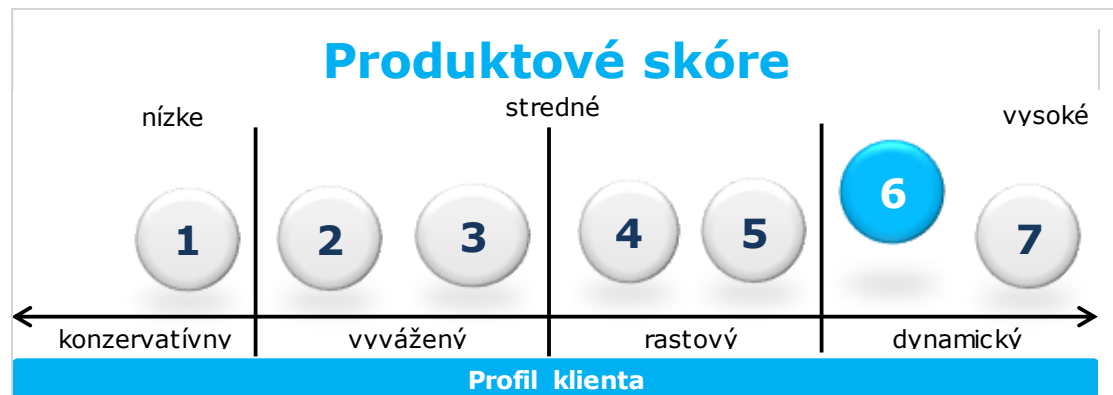 Produktové skóre
nízke stredné vysoké
1 2 3 4 5 6 7
konzervatívny vyvážený rastový dynamický
Profil klienta